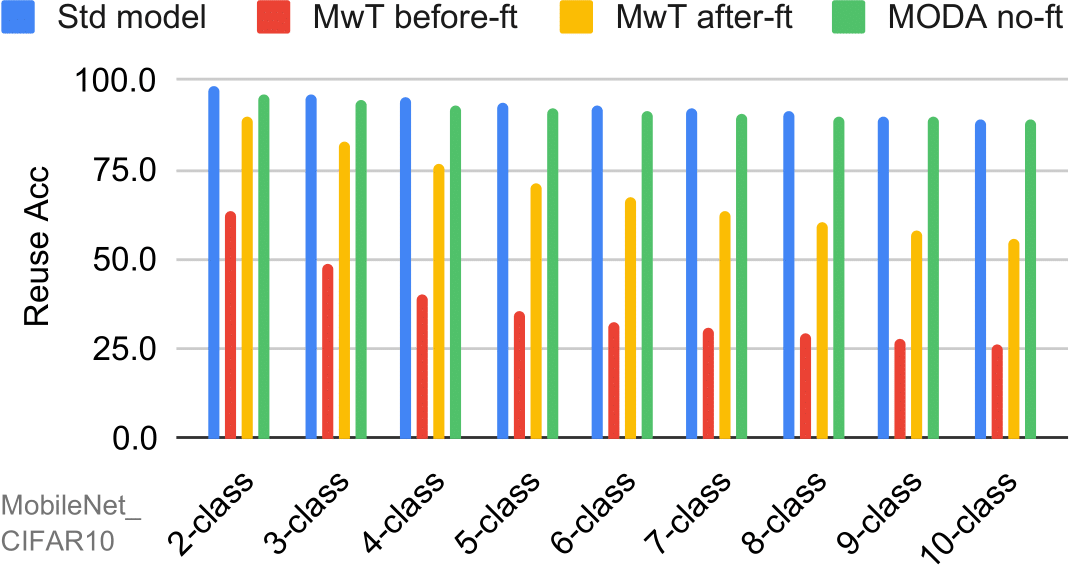 Std model MwT before-ft MwT after-ft MODA no-ft
Reuse Acc
100.0
75.0
50.0
25.0
0.0
2-class 3-class 4-class 5-class 6-class 7-class 8-class 9-class 10-class
MobileNet_
CIFAR10